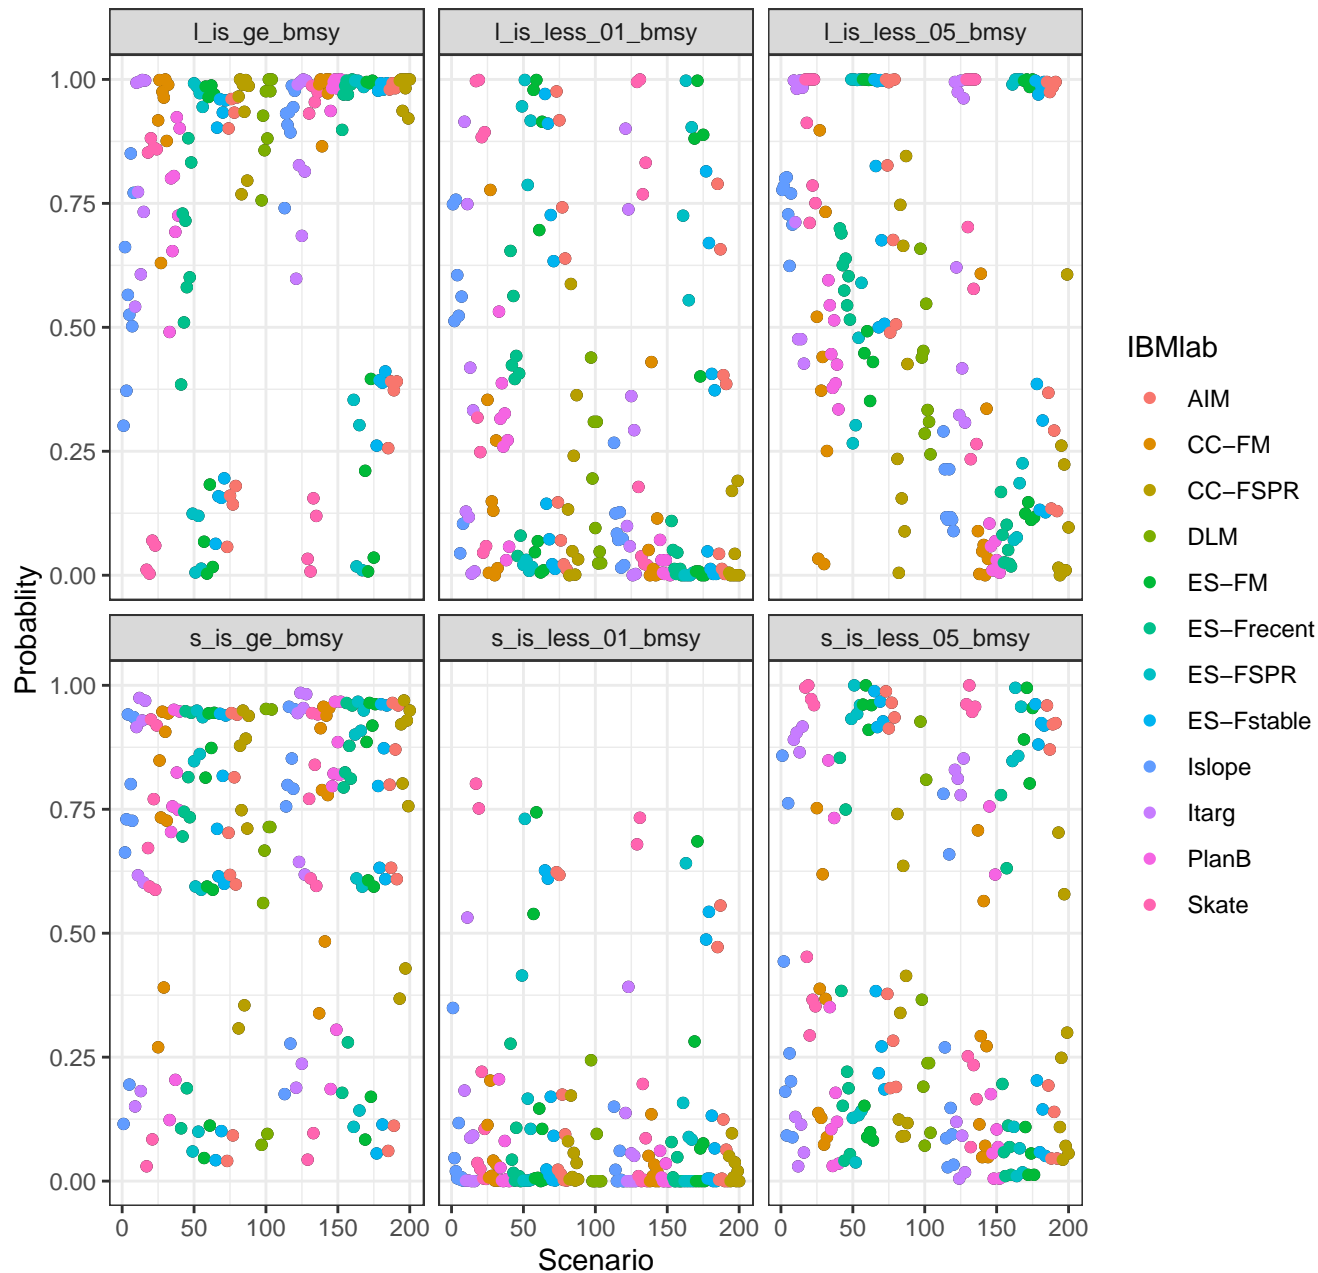 l_is_ge_bmsy
l_is_less_01_bmsy
l_is_less_05_bmsy
1.00
0.75
0.50
0.25
0.00
s_is_ge_bmsy
s_is_less_01_bmsy
s_is_less_05_bmsy
1.00
0.75
0.50
0.25
0.00
0 50 100 150 200
0 50 100 150 200
0 50 100 150 200
Scenario
Probablity
IBMlab
AIM
CC−FM
CC−FSPR
DLM
ES−FM
ES−Frecent
ES−FSPR
ES−Fstable
Islope
Itarg
PlanB
Skate